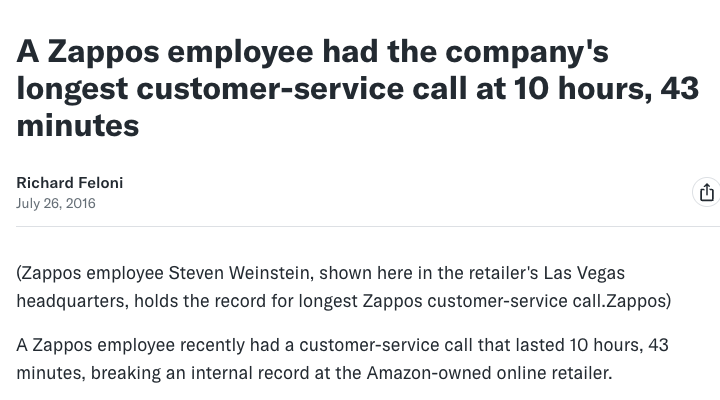 A Zappos employee had the company's
longest customer-service call at 10 hours, 43
minutes
Richard Feloni
July 26, 2016
(Zappos employee Steven Weinstein, shown here in the retailer's Las Vegas
headquarters, holds the record for longest Zappos customer-service call.Zappos)
A Zappos employee recently had a customer-service call that lasted 10 hours, 43
minutes, breaking an internal record at the Amazon-owned online retailer.